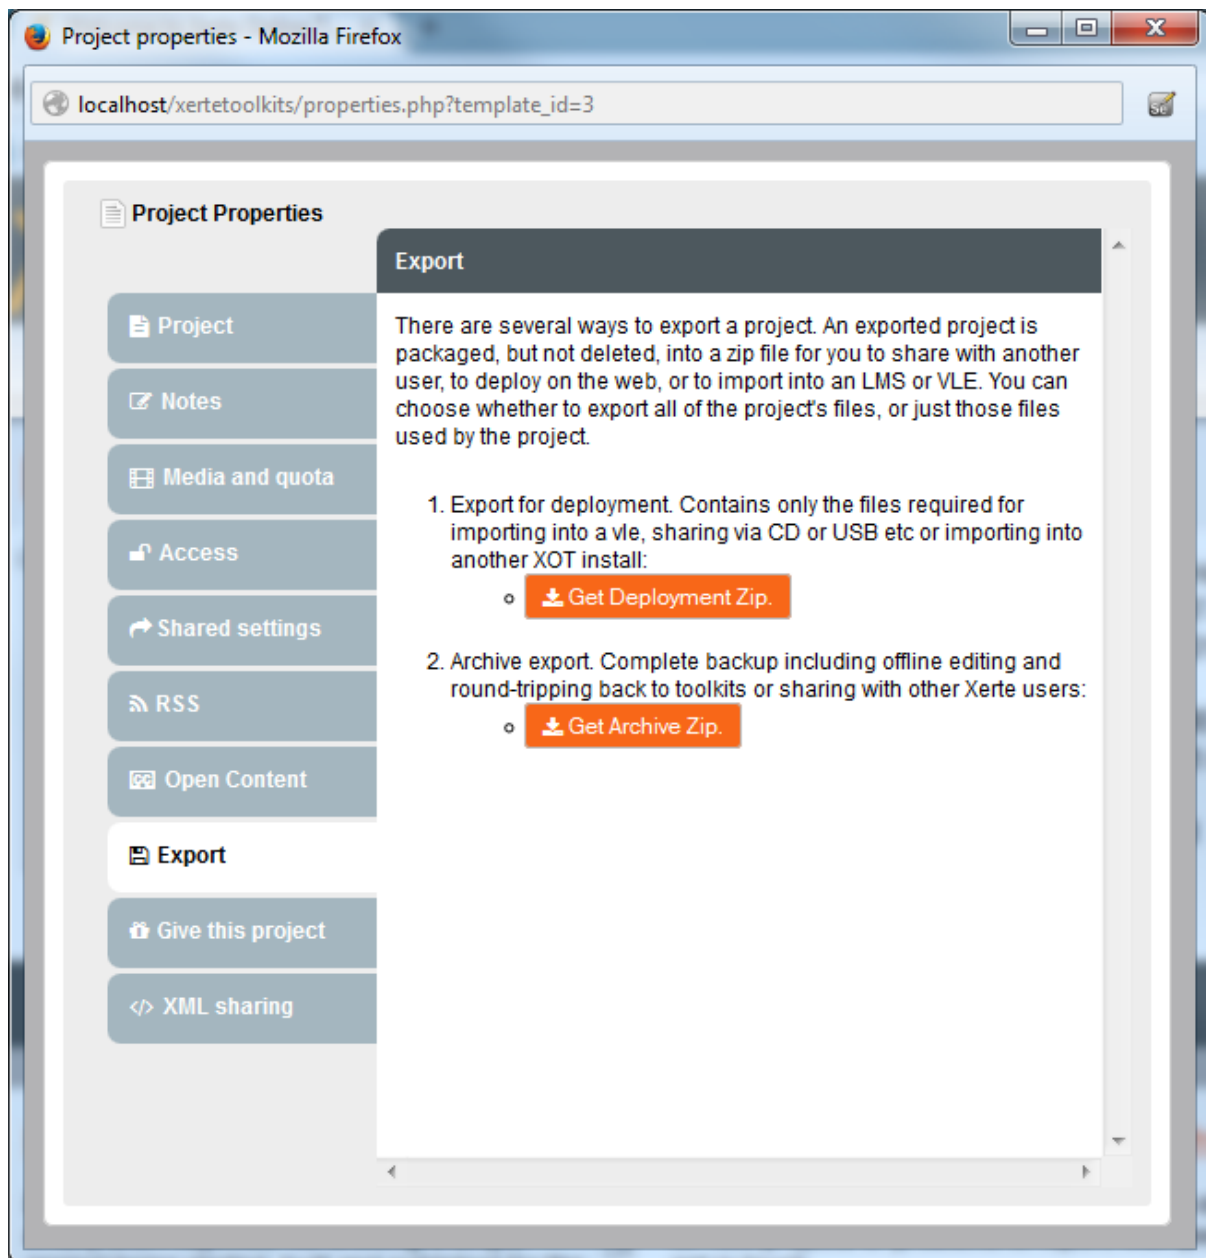 Project properties - Mozilla Firefox
localhost/xertetoolkits/properties.php?template_id=3
Project Properties
Export
Project
Notes
Media and quota
Access
Shared settings
RSS
Open Content
Export
Give this project
</> XML sharing
There are several ways to export a project. An exported project is
packaged, but not deleted, into a zip file for you to share with another
user, to deploy on the web, or to import into an LMS or VLE. You can
choose whether to export all of the project's files, or just those files
used by the project.
1. Export for deployment. Contains only the files required for
importing into a vle, sharing via CD or USB etc or importing into
another XOT install:
Get Deployment Zip.
2. Archive export. Complete backup including offline editing and
round-tripping back to toolkits or sharing with other Xerte users:
Get Archive Zip.